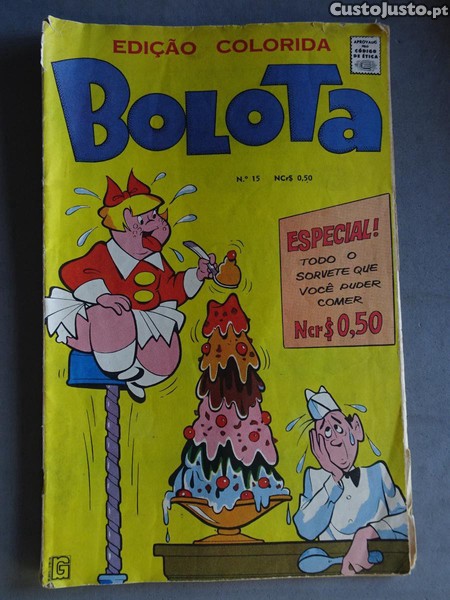 CustoJusto.pt
EDIÇÃO COLORIDA
APROVADO
PELO
CÓDIGO
DE ÉTICA
BOLOTA
N.º 15 NCr$ 0,50
ESPECIAL!
TODO O
SORVETE QUE
VOCÊ PUDER
COMER
Ncr$ 0,50